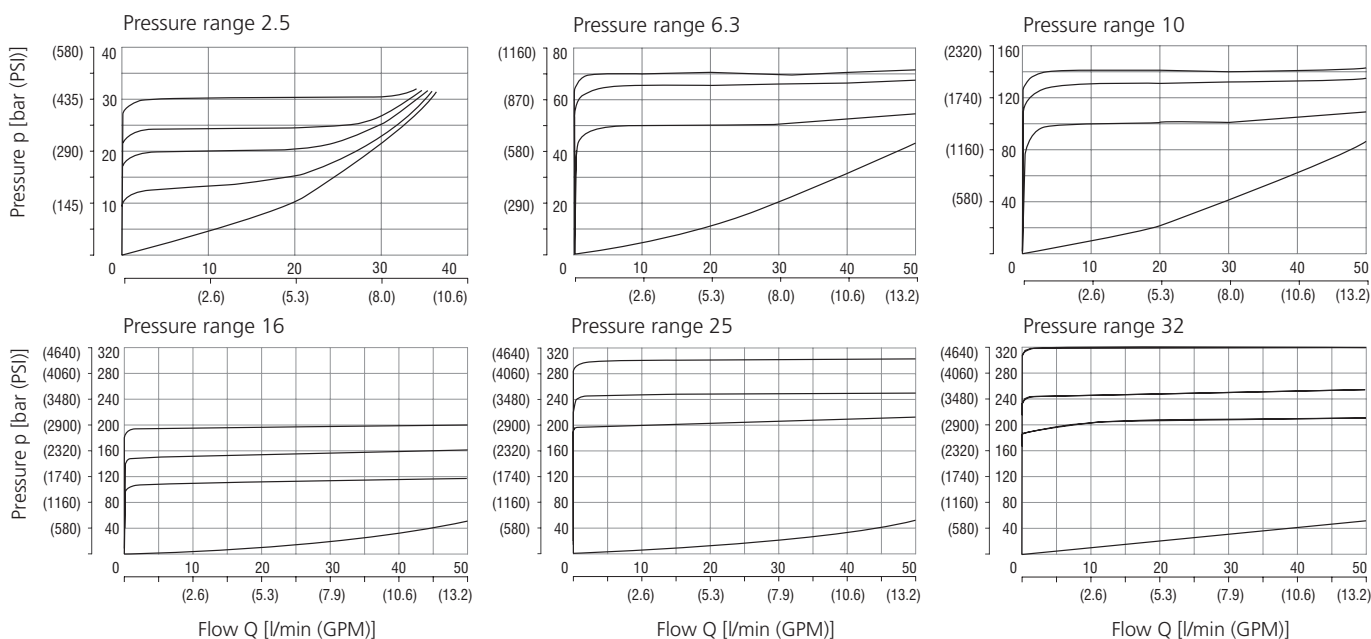 Pressure range 2.5
Pressure p [bar (PSI)]
(580) 40
(435) 30
(290) 20
(145) 10
0 10 20 30 40
(2.6) (5.3) (8.0) (10.6)
Pressure range 6.3
(1160) 80
(870) 60
(580) 40
(290) 20
0 10 20 30 40 50
(2.6) (5.3) (8.0) (10.6) (13.2)
Pressure range 10
(2320) 160
(1740) 120
(1160) 80
(580) 40
0 10 20 30 40 50
(2.6) (5.3) (8.0) (10.6) (13.2)
Pressure range 16
Pressure p [bar (PSI)]
(4640) 320
(4060) 280
(3480) 240
(2900) 200
(2320) 160
(1740) 120
(1160) 80
(580) 40
0 10 20 30 40 50
(2.6) (5.3) (7.9) (10.6) (13.2)
Flow Q [l/min (GPM)]
Pressure range 25
(4640) 320
(4060) 280
(3480) 240
(2900) 200
(2320) 160
(1740) 120
(1160) 80
(580) 40
0 10 20 30 40 50
(2.6) (5.3) (7.9) (10.6) (13.2)
Flow Q [l/min (GPM)]
Pressure range 32
(4640) 320
(4060) 280
(3480) 240
(2900) 200
(2320) 160
(1740) 120
(1160) 80
(580) 40
0 10 20 30 40 50
(2.6) (5.3) (7.9) (10.6) (13.2)
Flow Q [l/min (GPM)]